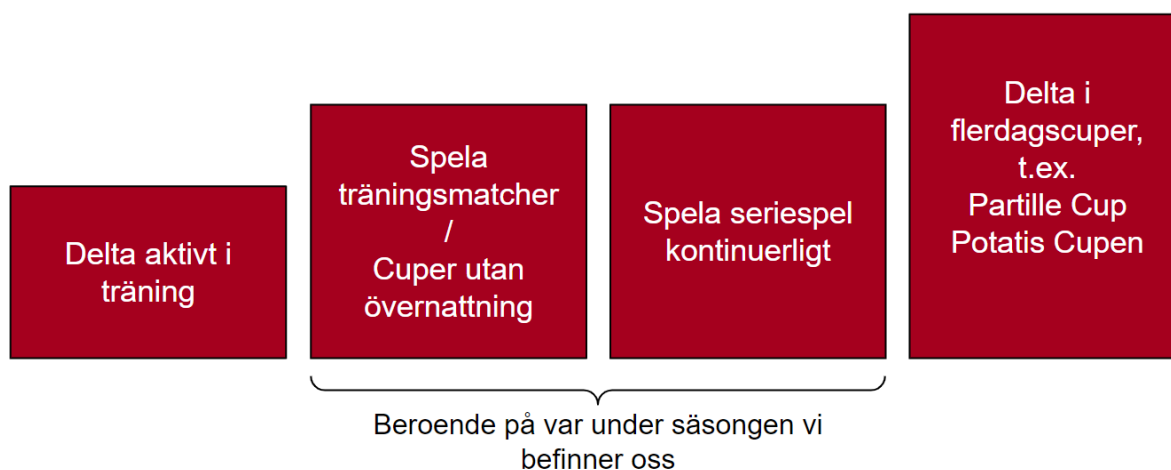 Delta aktivt i
träning
Spela
träningsmatcher
/
Cuper utan
övernattning
Spela seriespel
kontinuerligt
Delta i
flerdagscuper,
t.ex.
Partille Cup
Potatis Cupen
Beroende på var under säsongen vi
befinner oss